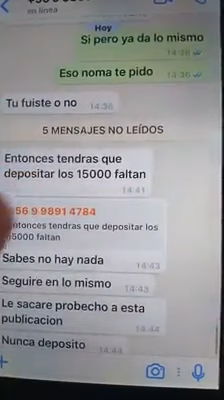 en línea
Hoy
Si pero ya da lo mismo
14:36
Eso noma te pido
14:36
Tu fuiste o no
14:36
5 MENSAJES NO LEÍDOS
Entonces tendras que
depositar los 15000 faltan
14:41
56 9 9891 4784
ntonces tendras que depositar los
5000 faltan
Sabes no hay nada
14:43
Seguire en lo mismo
14:43
Le sacare probecho a esta
publicacion
14:44
Nunca deposito
14:44